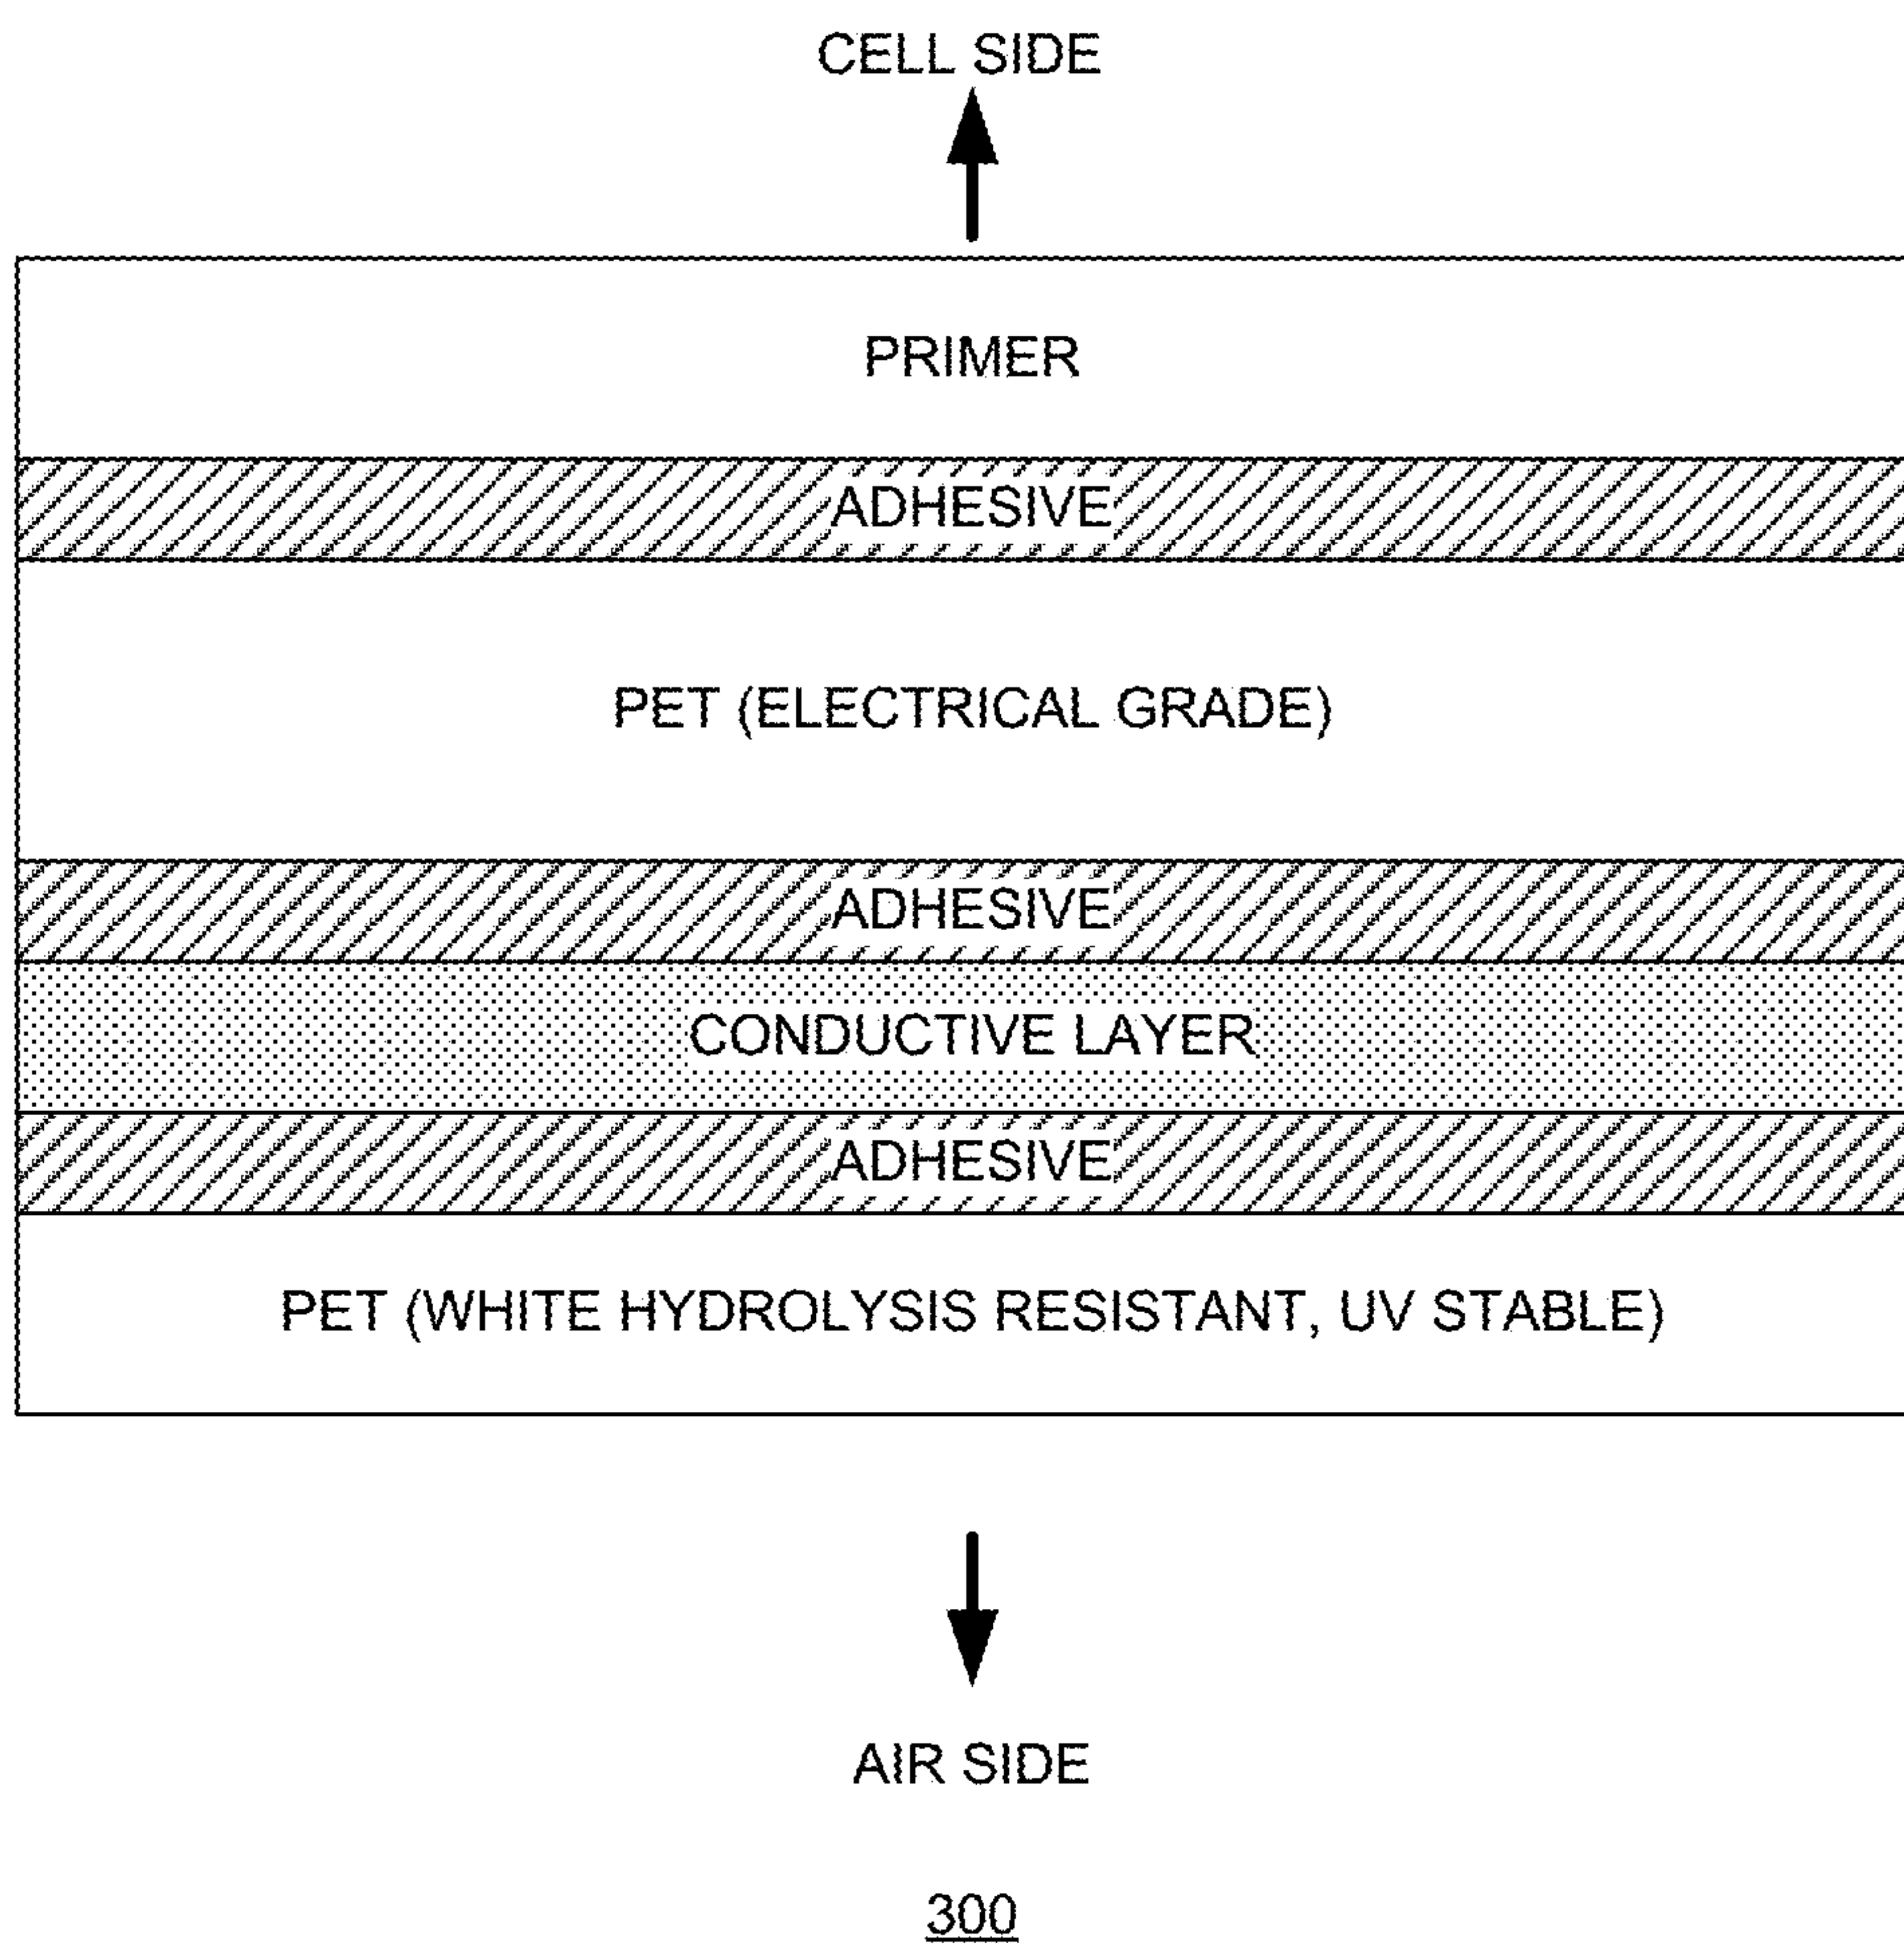 CELL SIDE
PRIMER
ADHESIVE
PET (ELECTRICAL GRADE)
ADHESIVE
CONDUCTIVE LAYER
ADHESIVE
PET (WHITE HYDROLYSIS RESISTANT, UV STABLE)
AIR SIDE
300